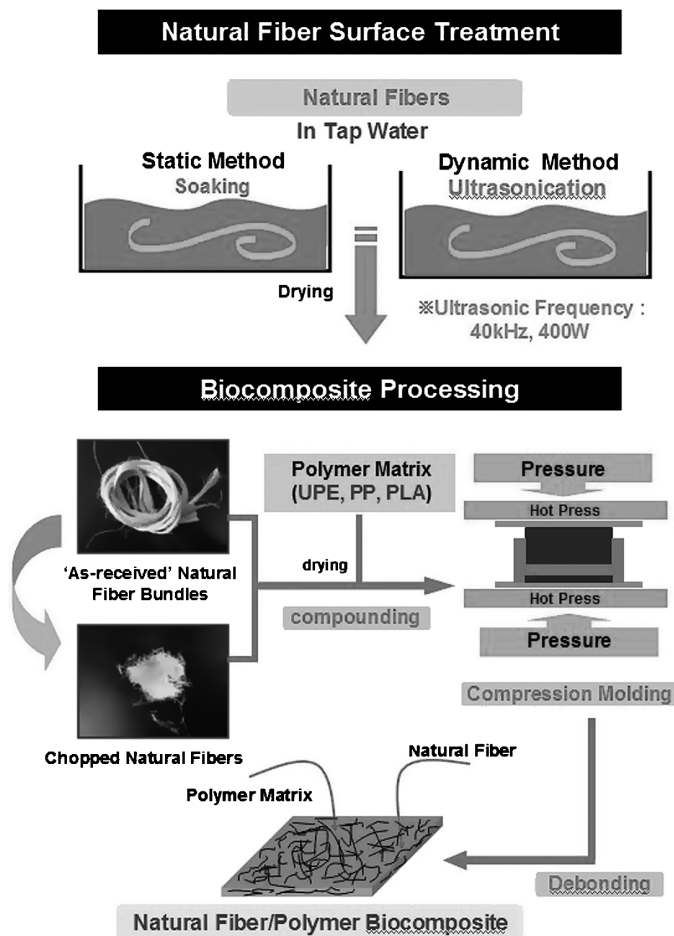 Natural Fiber Surface Treatment
Natural Fibers
In Tap Water
Static Method
Soaking
Dynamic Method
Ultrasonication
Drying
※Ultrasonic Frequency :
40kHz, 400W
Biocomposite Processing
Polymer Matrix
(UPE, PP, PLA)
Pressure
Hot Press
drying
compounding
'As-received' Natural
Fiber Bundles
Hot Press
Pressure
Compression Molding
Chopped Natural Fibers
Natural Fiber
Polymer Matrix
Debonding
Natural Fiber/Polymer Biocomposite